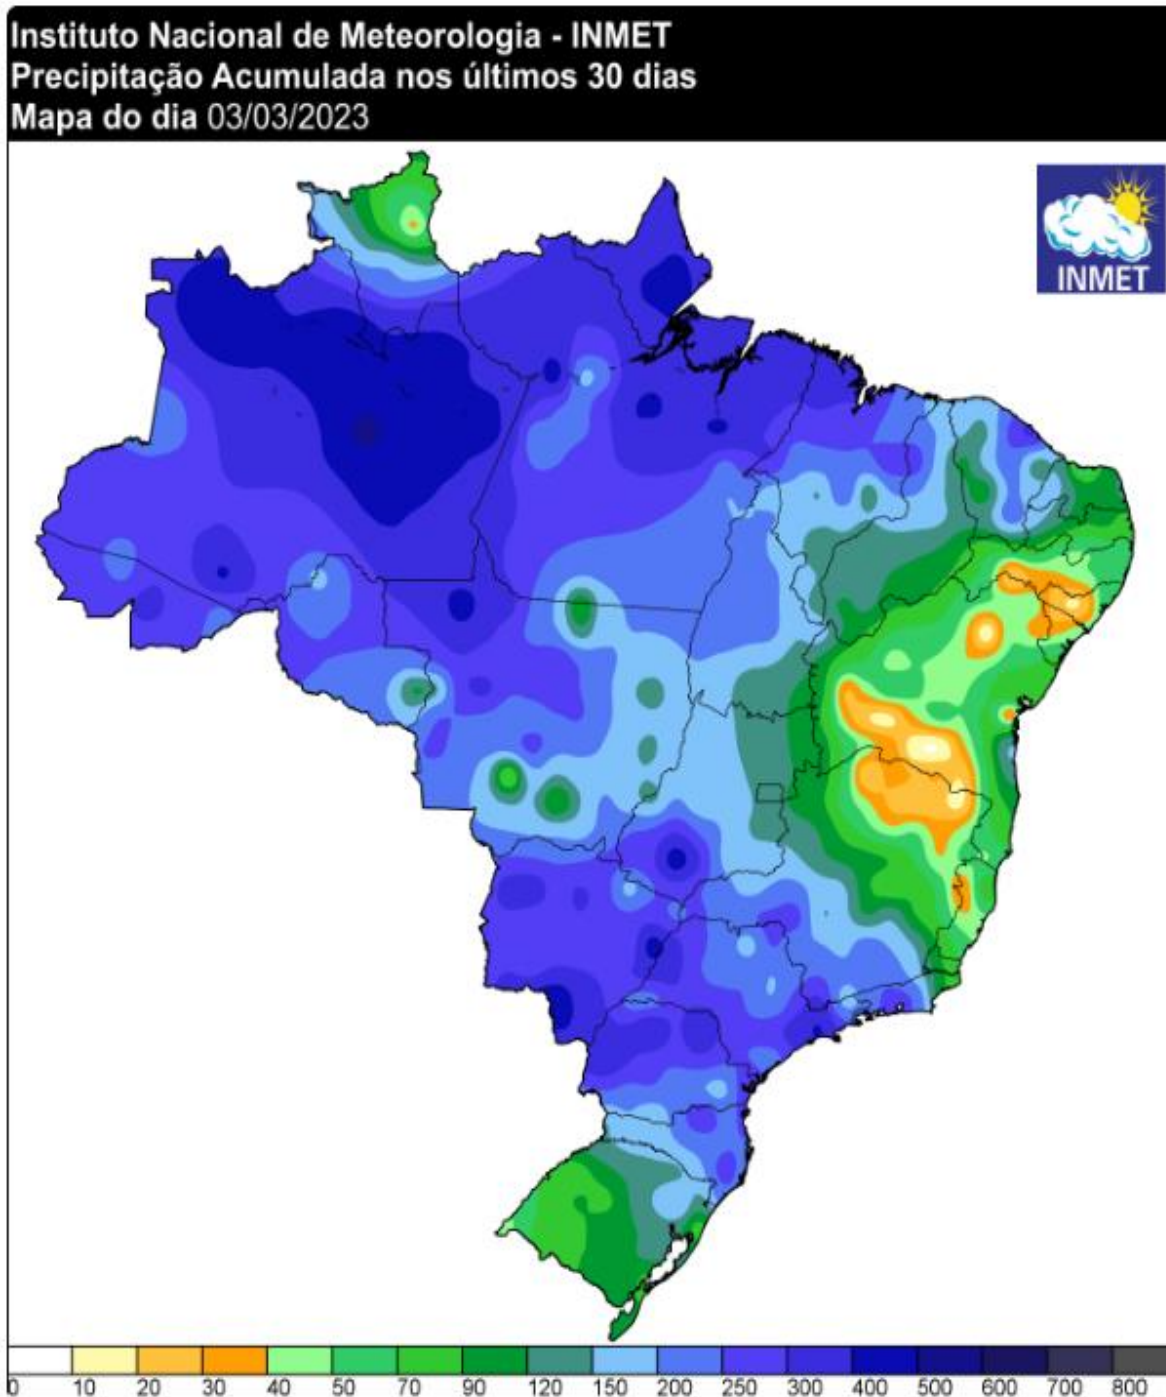 Instituto Nacional de Meteorologia - INMET
Precipitação Acumulada nos últimos 30 dias
Mapa do dia 03/03/2023
INMET
0 10 20 30 40 50 70 90 120 150 200 250 300 400 500 600 700 800